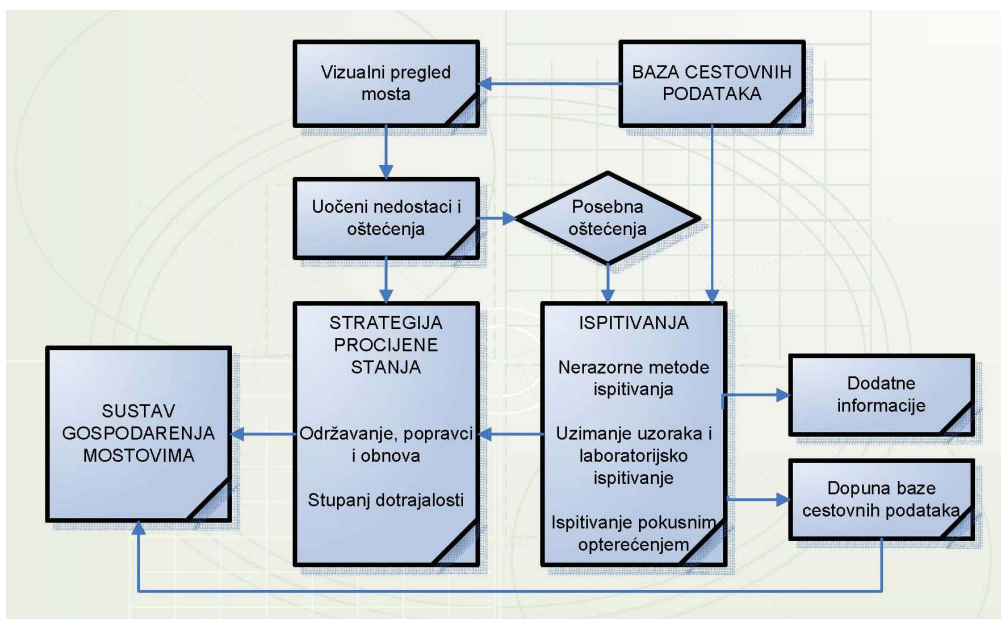 Vizualni pregled
mosta
BAZA CESTOVNIH
PODATAKA
Uočeni nedostaci i
oštećenja
Posebna
oštećenja
STRATEGIJA
PROCIJENE
STANJA
Održavanje, popravci
i obnova
Stupanj dotrajalosti
ISPITIVANJA
Nerazorne metode
ispitivanja
Uzimanje uzoraka i
laboratorijsko
ispitivanje
Ispitivanje pokusnim
opterećenjem
SUSTAV
GOSPODARENJA
MOSTOVIMA
Dodatne
informacije
Dopuna baze
cestovnih podataka